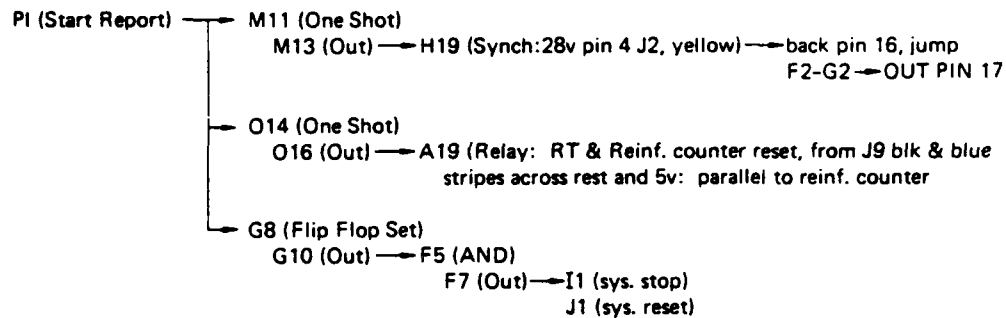 PI (Start Report) → M11 (One Shot)
M13 (Out) → H19 (Synch:28v pin 4 J2, yellow) → back pin 16, jump
F2-G2 → OUT PIN 17
O14 (One Shot)
O16 (Out) → A19 (Relay: RT & Reinf. counter reset, from J9 blk & blue
stripes across rest and 5v: parallel to reinf. counter
G8 (Flip Flop Set)
G10 (Out) → F5 (AND)
F7 (Out) → I1 (sys. stop)
J1 (sys. reset)